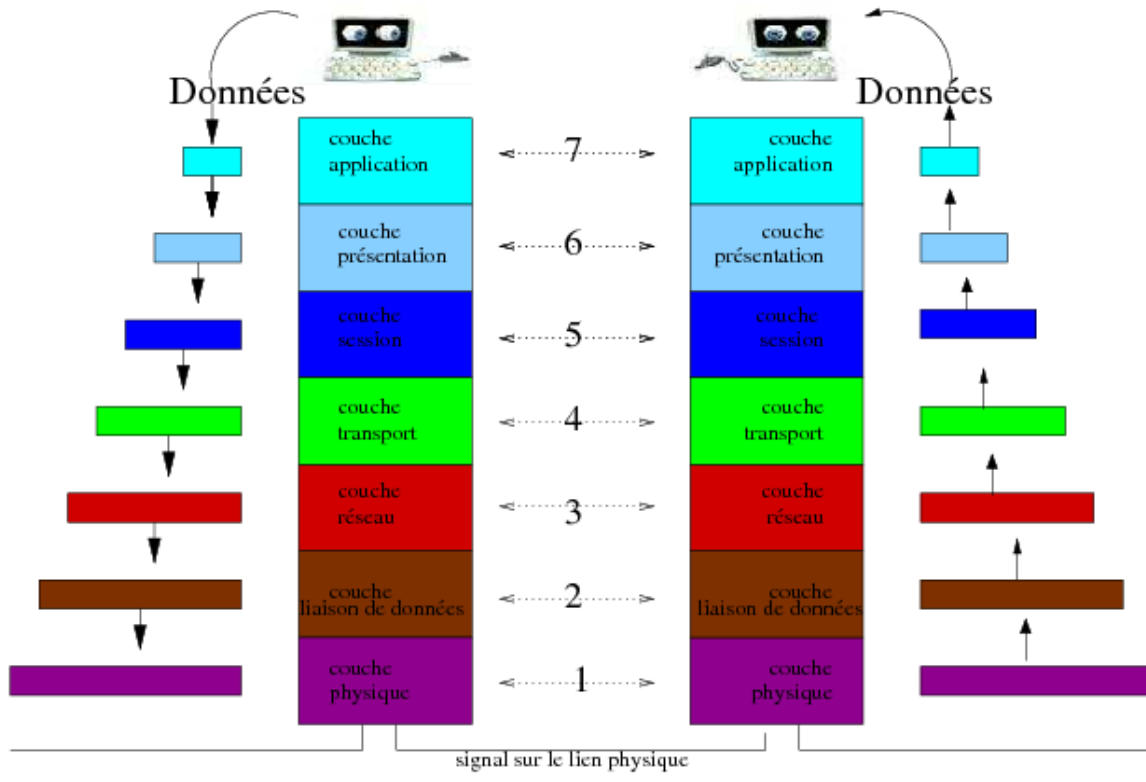 Données
Données
couche
application
7
couche
application
couche
présentation
6
couche
présentation
couche
session
5
couche
session
couche
transport
4
couche
transport
couche
réseau
3
couche
réseau
couche
liaison de données
2
couche
liaison de données
couche
physique
1
couche
physique
signal sur le lien physique